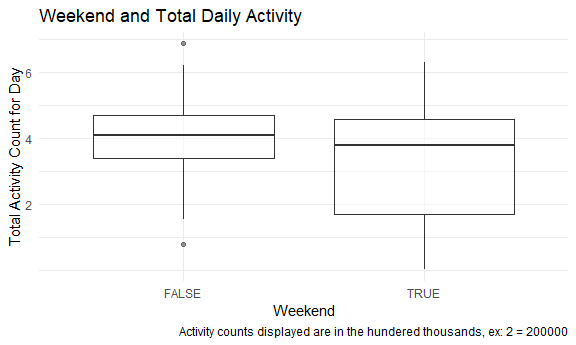 Weekend and Total Daily Activity
Total Activity Count for Day
6
4
2
FALSE
TRUE
Weekend
Activity counts displayed are in the hundered thousands, ex: 2 = 200000